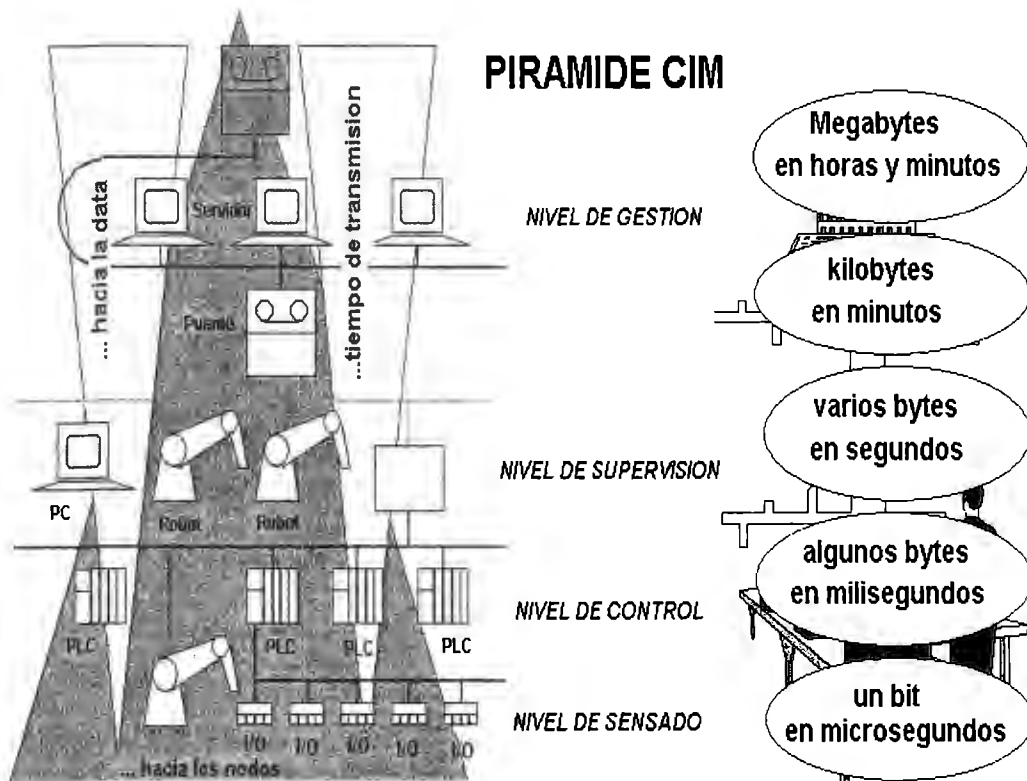 PIRAMIDE CIM
... hacia la data
...tiempo de transmision
Servidor
Puente
PC
Robot
Robot
PLC
PLC
PLC
PLC
I/O
I/O
I/O
I/O
I/O
... hacia los nodos
NIVEL DE GESTION
NIVEL DE SUPERVISION
NIVEL DE CONTROL
NIVEL DE SENSADO
Megabytes
en horas y minutos
kilobytes
en minutos
varios bytes
en segundos
algunos bytes
en milisegundos
un bit
en microsegundos